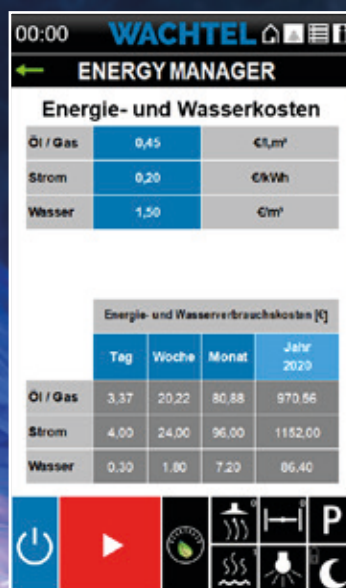 00:00 WACHTEL
ENERGY MANAGER
Energie- und Wasserkosten
Öl / Gas 0,45 €/l,m³
Strom 0,20 €/kWh
Wasser 1,50 €/m³
Energie- und Wasserverbrauchskosten [€]
Tag Woche Monat Jahr
2020
Öl / Gas 3,37 20,22 80,88 970,56
Strom 4,00 24,00 96,00 1152,00
Wasser 0,30 1,80 7,20 86,40
P